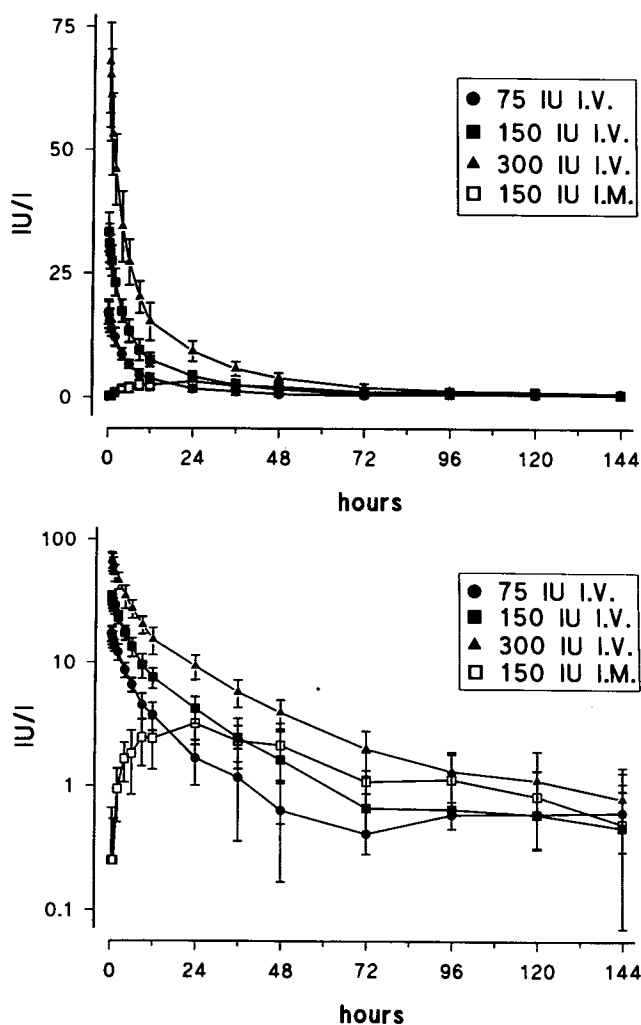 75
50
25
0
IU/l
● 75 IU I.V.
■ 150 IU I.V.
▲ 300 IU I.V.
□ 150 IU I.M.
0 24 48 72 96 120 144
hours
100
10
1
0.1
IU/l
● 75 IU I.V.
■ 150 IU I.V.
▲ 300 IU I.V.
□ 150 IU I.M.
0 24 48 72 96 120 144
hours